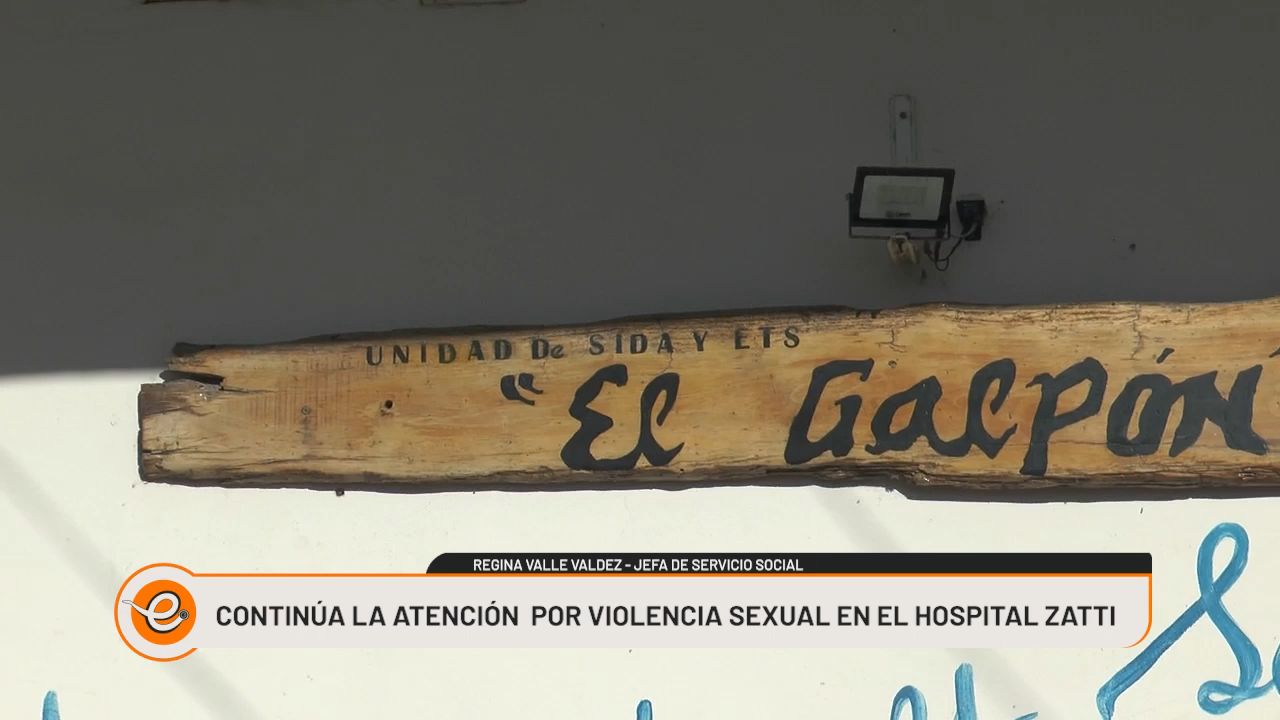 UNIDAD De SIDA Y ETS
"El Galpón
REGINA VALLE VALDEZ - JEFA DE SERVICIO SOCIAL
CONTINÚA LA ATENCIÓN POR VIOLENCIA SEXUAL EN EL HOSPITAL ZATTI